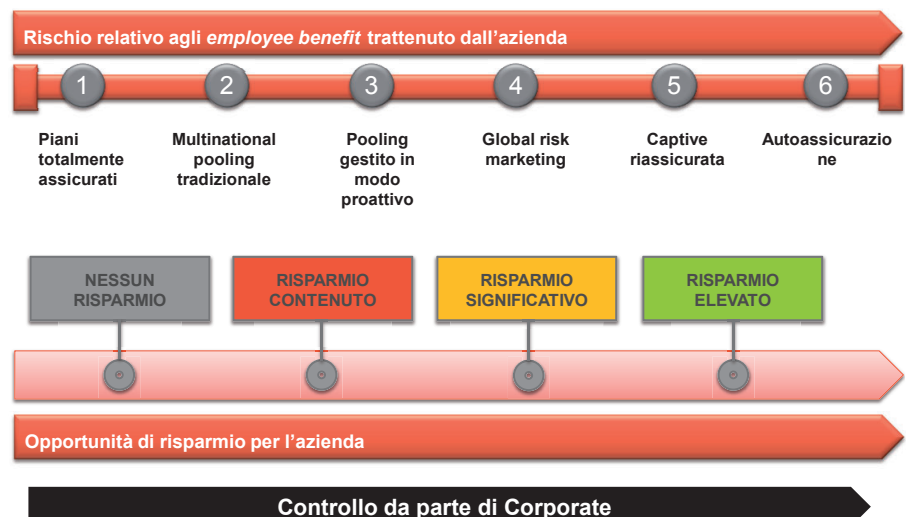 Rischio relativo agli employee benefit trattenuto dall'azienda
1 2 3 4 5 6
Piani
totalmente
assicurati
Multinational
pooling
tradizionale
Pooling
gestito in
modo
proattivo
Global risk
marketing
Captive
riassicurata
Autoassicurazio
ne
NESSUN
RISPARMIO
RISPARMIO
CONTENUTO
RISPARMIO
SIGNIFICATIVO
RISPARMIO
ELEVATO
Opportunità di risparmio per l'azienda
Controllo da parte di Corporate